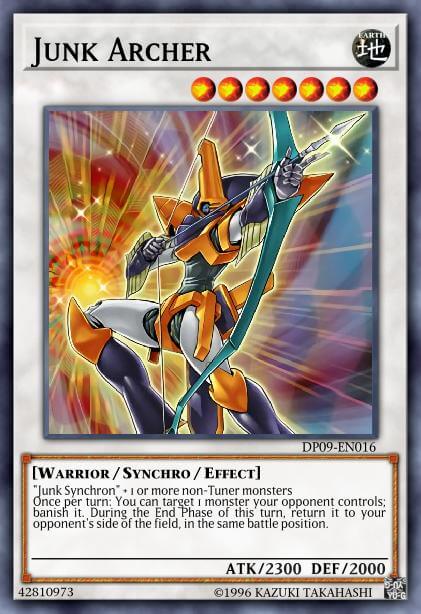 JUNK ARCHER
EARTH
地
DP09-EN016
[WARRIOR / SYNCHRO / EFFECT]
"Junk Synchron" + 1 or more non-Tuner monsters
Once per turn: You can target 1 monster your opponent controls;
banish it. During the End Phase of this turn, return it to your
opponent's side of the field, in the same battle position.
ATK/2300 DEF/2000
42810973
©1996 KAZUKI TAKAHASHI